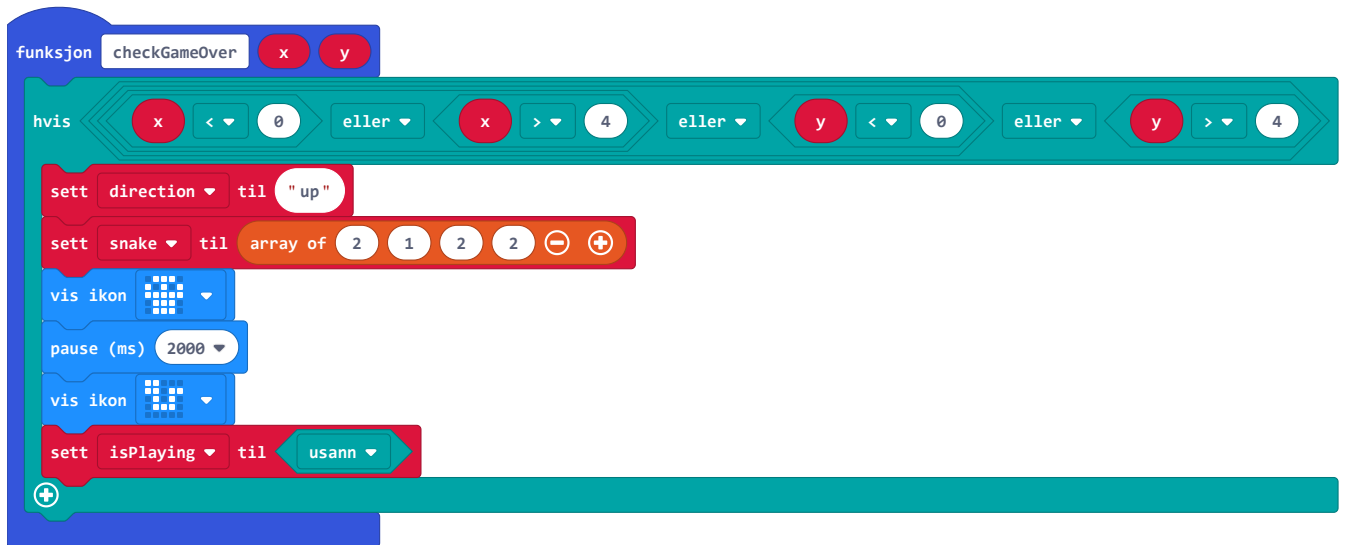 funksjon checkGameOver x y
hvis x < 0 eller x > 4 eller y < 0 eller y > 4
sett direction til "up"
sett snake til array of 2 1 2 2
vis ikon
pause (ms) 2000
vis ikon
sett isPlaying til usann